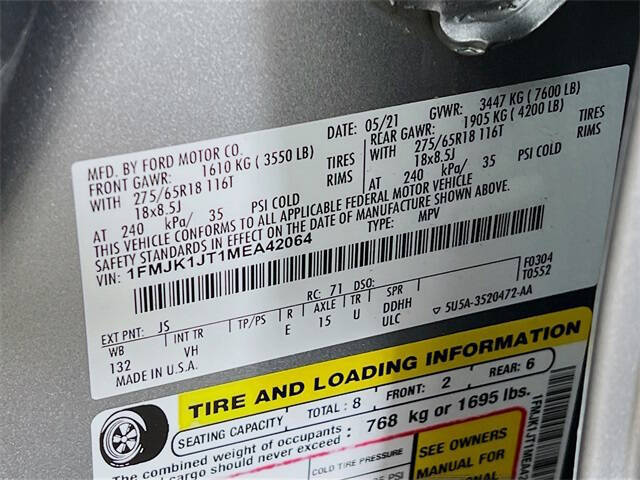 MFD. BY FORD MOTOR CO.
DATE: 05/21 GVWR: 3447 KG ( 7600 LB)
FRONT GAWR: 1610 KG ( 3550 LB)
REAR GAWR: 1905 KG ( 4200 LB)
WITH 275/65R18 116T TIRES
WITH 275/65R18 116T TIRES
18x8.5J RIMS
18x8.5J RIMS
AT 240 kPa/ 35 PSI COLD
AT 240 kPa/ 35 PSI COLD
THIS VEHICLE CONFORMS TO ALL APPLICABLE FEDERAL MOTOR VEHICLE
SAFETY STANDARDS IN EFFECT ON THE DATE OF MANUFACTURE SHOWN ABOVE.
VIN: 1FMJK1JT1MEA42064 TYPE: MPV
F0304
T0552
EXT PNT: JS RC: 71 DSO:
WB INT TR TP/PS R AXLE TR SPR
132 VH E 15 U DDHH
MADE IN U.S.A. ULC 5U5A-3520472-AA
TIRE AND LOADING INFORMATION
SEATING CAPACITY TOTAL : 8 FRONT: 2 REAR: 6
The combined weight of occupants
and cargo should never exceed : 768 kg or 1695 lbs.
COLD TIRE PRESSURE
SEE OWNERS
MANUAL FOR
PSI